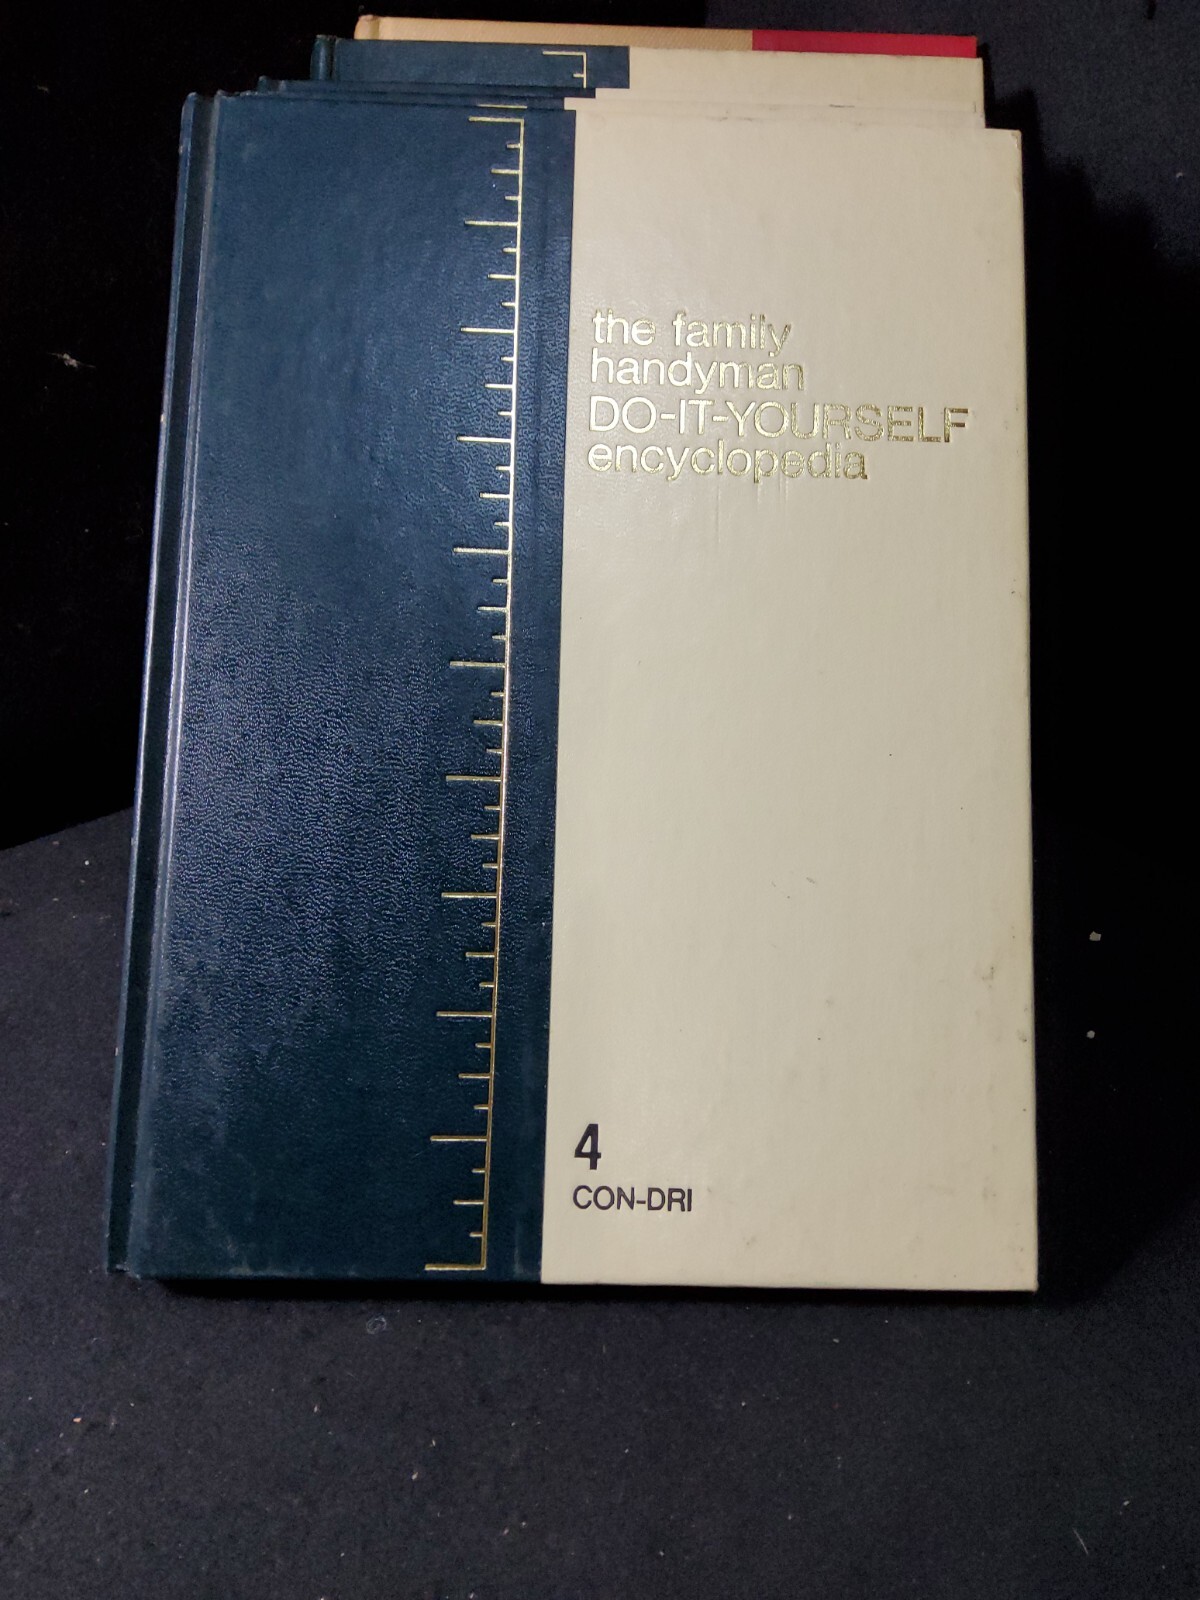 the family
handyman
DO-IT-YOURSELF
encyclopedia
4
CON-DRI